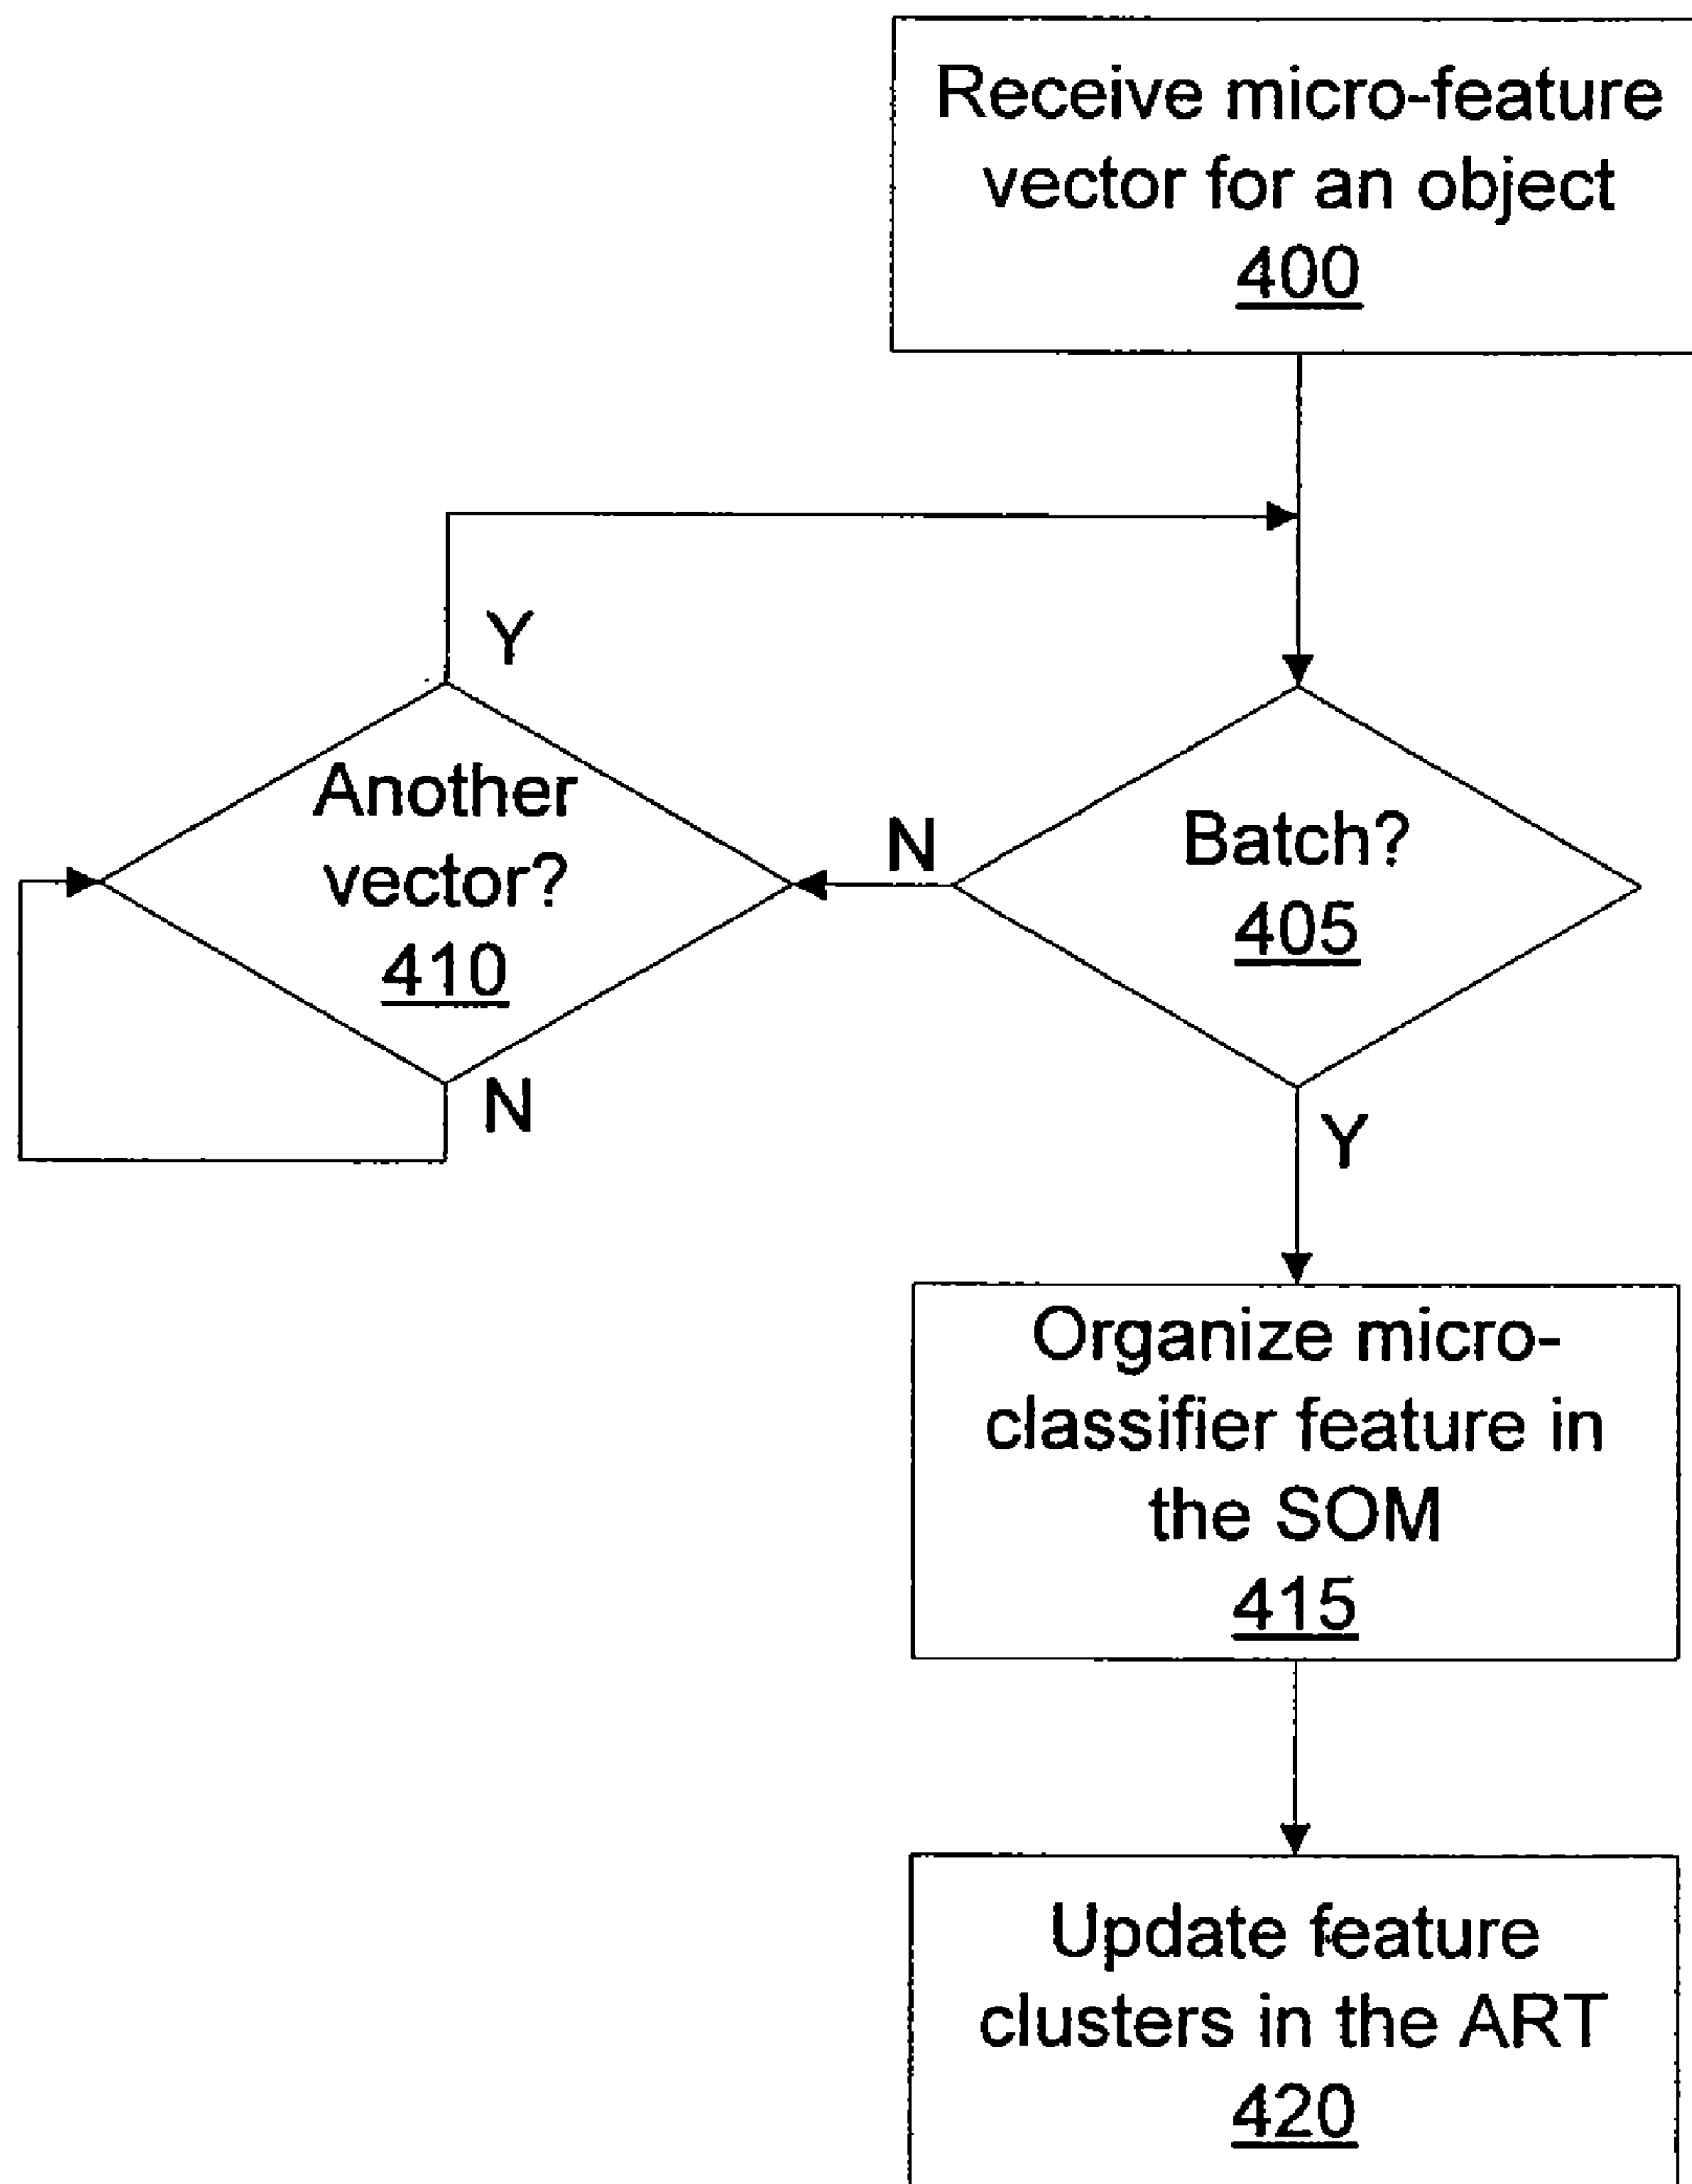 Receive micro-feature
vector for an object
400
Y
Another
vector?
410
N
N
Batch?
405
Y
Organize micro-
classifier feature in
the SOM
415
Update feature
clusters in the ART
420